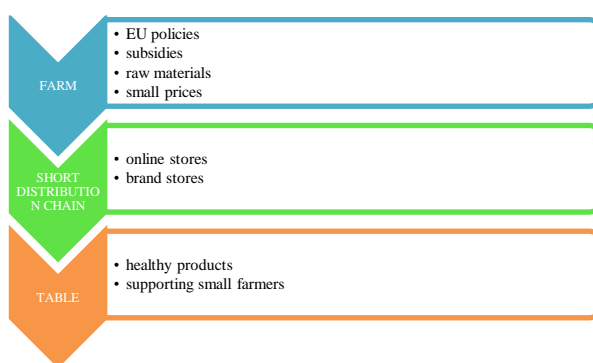 FARM
• EU policies
• subsidies
• raw materials
• small prices
SHORT
DISTRIBUTIO
N CHAIN
• online stores
• brand stores
TABLE
• healthy products
• supporting small farmers